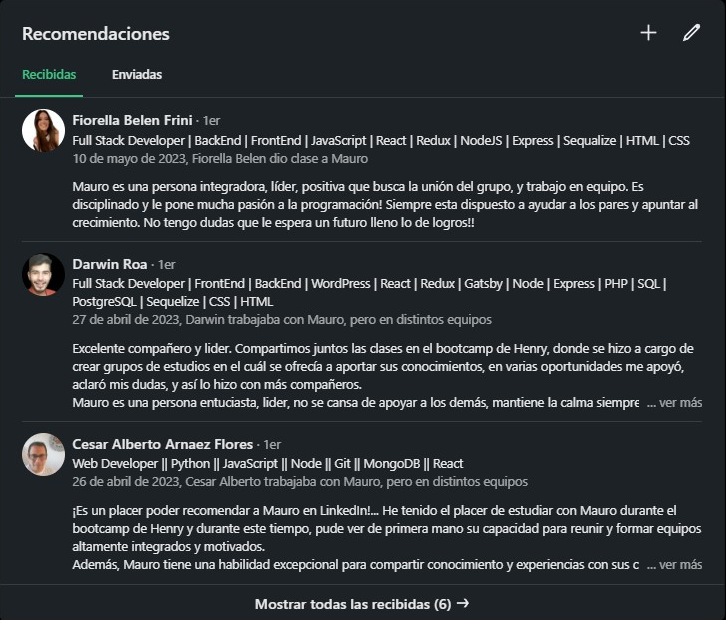 Recomendaciones
Recibidas Enviadas
Fiorella Belen Frini · 1er
Full Stack Developer | BackEnd | FrontEnd | JavaScript | React | Redux | NodeJS | Express | Sequalize | HTML | CSS
10 de mayo de 2023, Fiorella Belen dio clase a Mauro
Mauro es una persona integradora, líder, positiva que busca la unión del grupo, y trabajo en equipo. Es
disciplinado y le pone mucha pasión a la programación! Siempre esta dispuesto a ayudar a los pares y apuntar al
crecimiento. No tengo dudas que le espera un futuro lleno lo de logros!!
Darwin Roa · 1er
Full Stack Developer | FrontEnd | BackEnd | WordPress | React | Redux | Gatsby | Node | Express | PHP | SQL |
PostgreSQL | Sequelize | CSS | HTML
27 de abril de 2023, Darwin trabajaba con Mauro, pero en distintos equipos
Excelente compañero y lider. Compartimos juntos las clases en el bootcamp de Henry, donde se hizo a cargo de
crear grupos de estudios en el cuál se ofrecía a aportar sus conocimientos, en varias oportunidades me apoyó,
aclaró mis dudas, y así lo hizo con más compañeros.
Mauro es una persona entuciasta, lider, no se cansa de apoyar a los demás, mantiene la calma siempre ... ver más
Cesar Alberto Arnaez Flores · 1er
Web Developer || Python || JavaScript || Node || Git || MongoDB || React
26 de abril de 2023, Cesar Alberto trabajaba con Mauro, pero en distintos equipos
¡Es un placer poder recomendar a Mauro en LinkedIn!... He tenido el placer de estudiar con Mauro durante el
bootcamp de Henry y durante este tiempo, pude ver de primera mano su capacidad para reunir y formar equipos
altamente integrados y motivados.
Además, Mauro tiene una habilidad excepcional para compartir conocimiento y experiencias con sus c ... ver más
Mostrar todas las recibidas (6) →